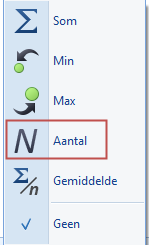 Σ Som
Min
Max
N Aantal
Σ/n Gemiddelde
✓ Geen